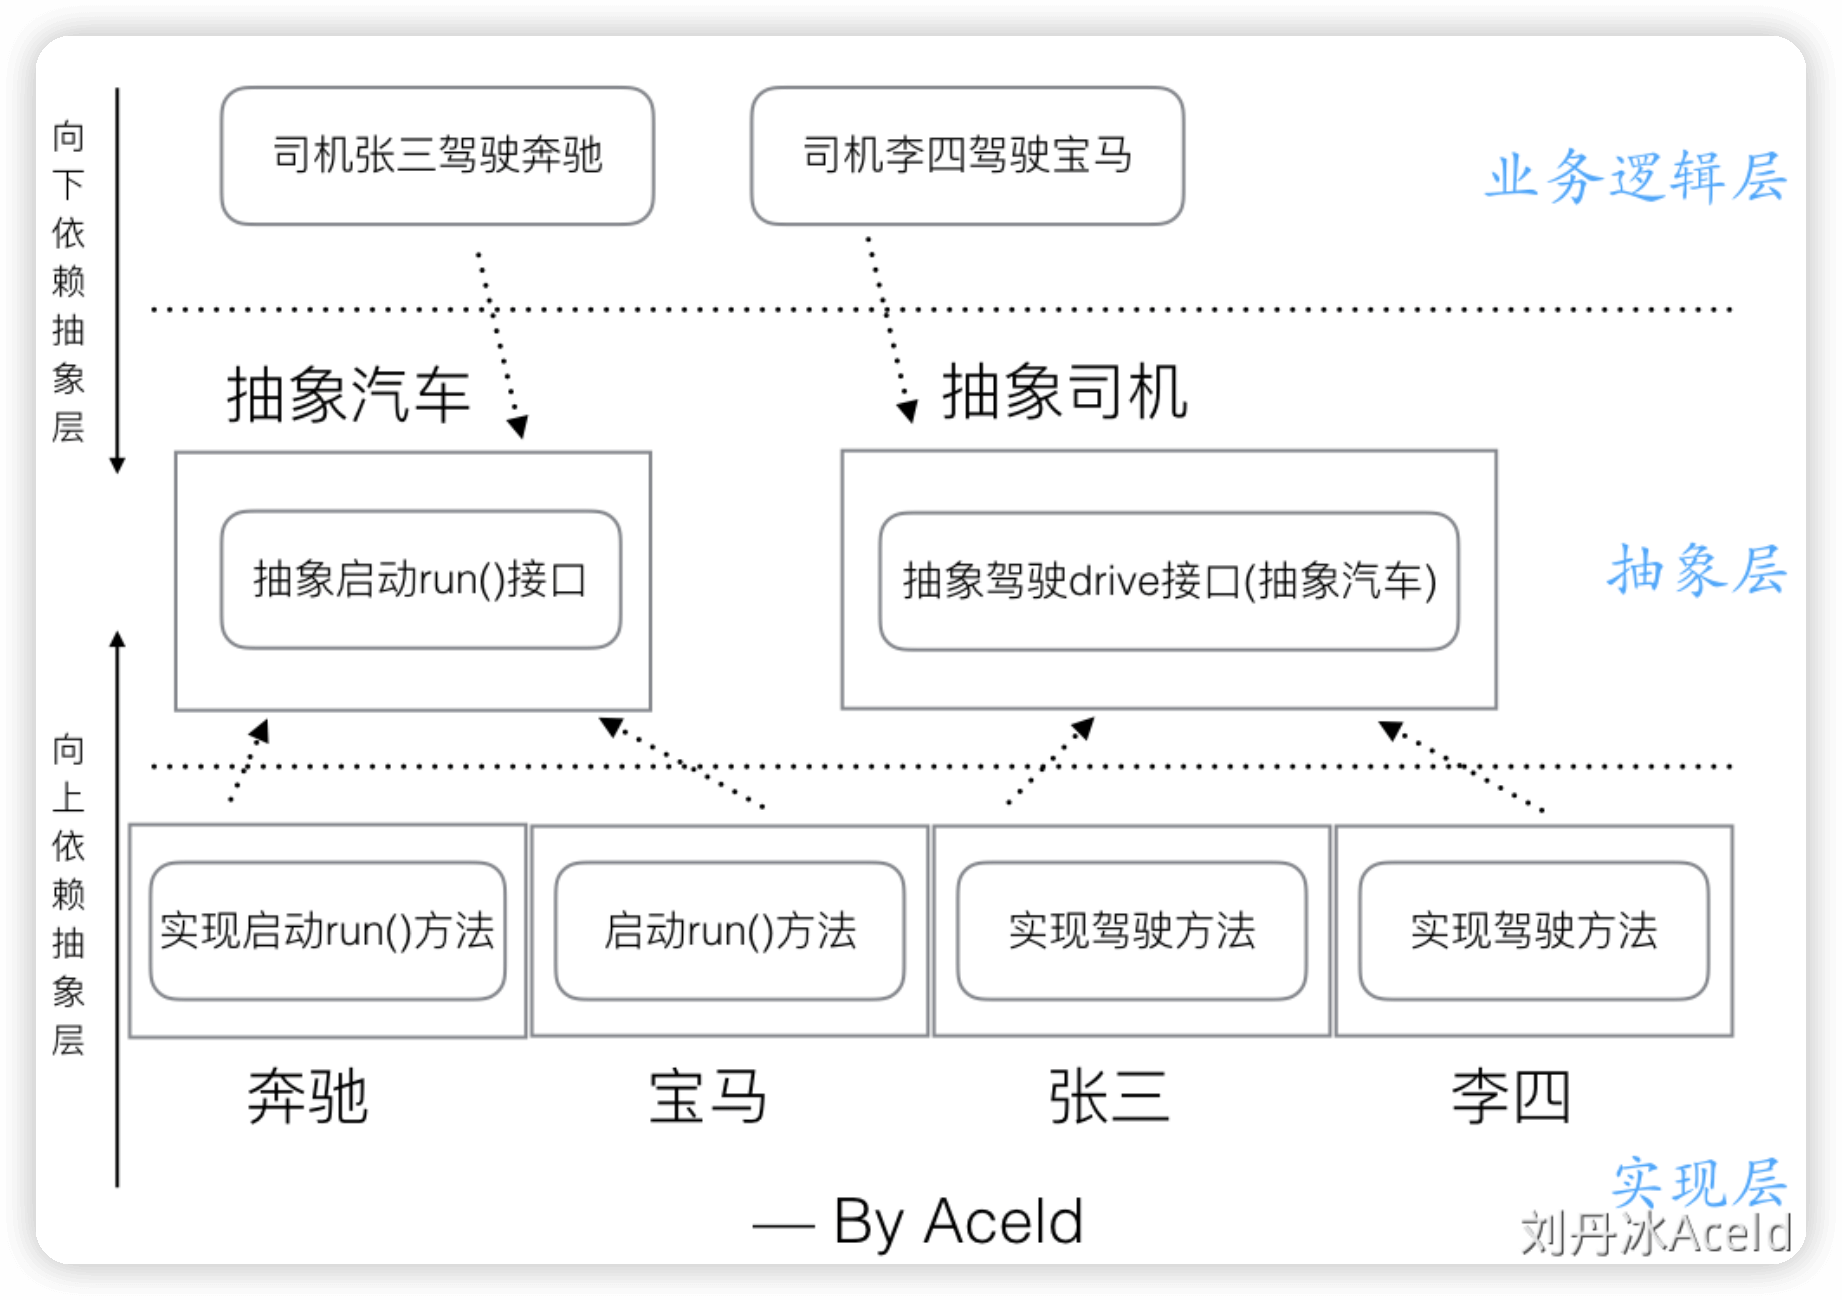 向下依赖抽象层
司机张三驾驶奔驰
司机李四驾驶宝马
业务逻辑层
抽象汽车
抽象司机
抽象启动run()接口
抽象驾驶drive接口(抽象汽车)
抽象层
向上依赖抽象层
实现启动run()方法
启动run()方法
实现驾驶方法
实现驾驶方法
奔驰
宝马
张三
李四
实现层
— By Aceld
刘丹冰Aceld